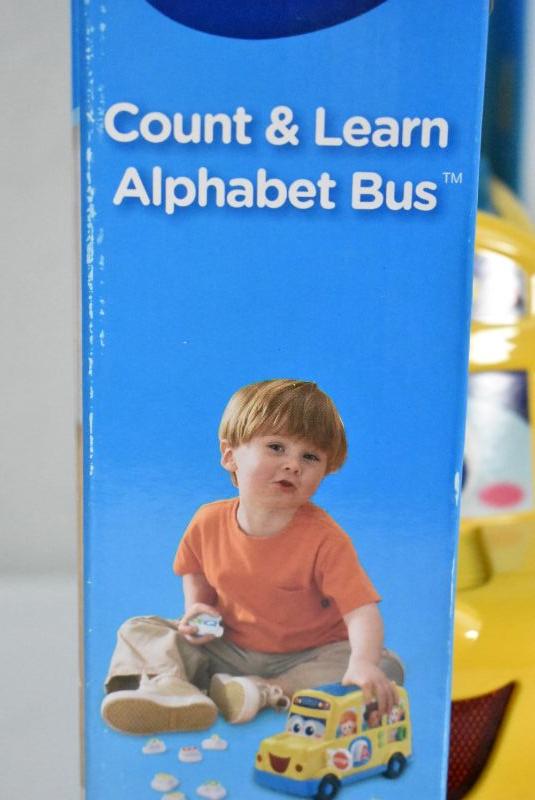 Count & Learn
Alphabet Bus™